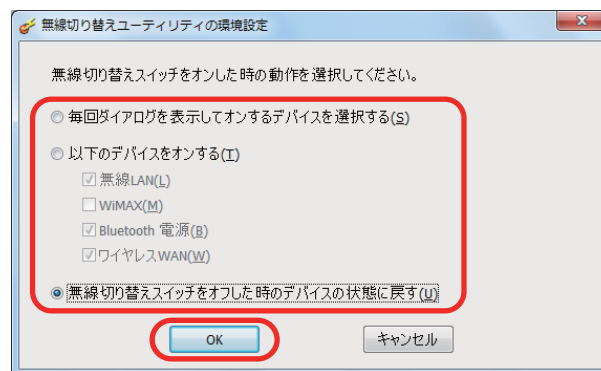 無線切り替えユーティリティの環境設定
無線切り替えスイッチをオンした時の動作を選択してください。
毎回ダイアログを表示してオンするデバイスを選択する(S)
以下のデバイスをオンする(T)
無線LAN(L)
WiMAX(M)
Bluetooth 電源(B)
ワイヤレスWAN(W)
無線切り替えスイッチをオフした時のデバイスの状態に戻す(U)
OK キャンセル